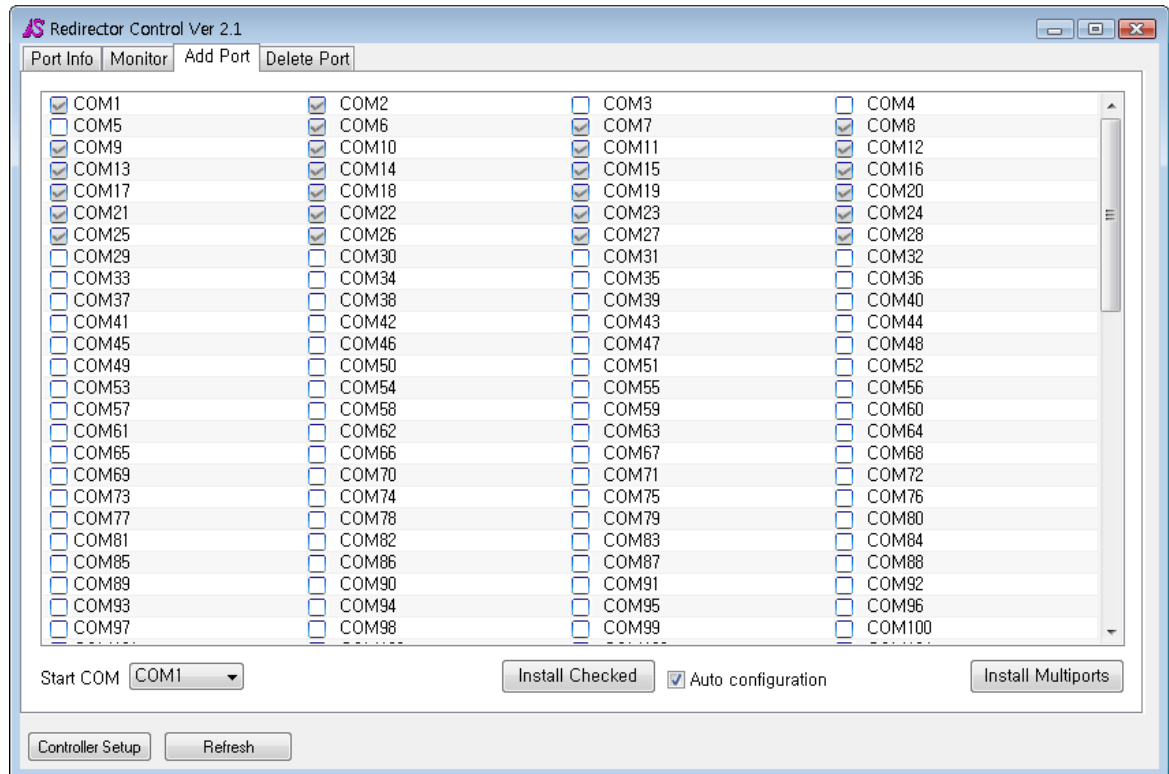 Redirector Control Ver 2.1
Port Info Monitor Add Port Delete Port
COM1 COM2 COM3 COM4
COM5 COM6 COM7 COM8
COM9 COM10 COM11 COM12
COM13 COM14 COM15 COM16
COM17 COM18 COM19 COM20
COM21 COM22 COM23 COM24
COM25 COM26 COM27 COM28
COM29 COM30 COM31 COM32
COM33 COM34 COM35 COM36
COM37 COM38 COM39 COM40
COM41 COM42 COM43 COM44
COM45 COM46 COM47 COM48
COM49 COM50 COM51 COM52
COM53 COM54 COM55 COM56
COM57 COM58 COM59 COM60
COM61 COM62 COM63 COM64
COM65 COM66 COM67 COM68
COM69 COM70 COM71 COM72
COM73 COM74 COM75 COM76
COM77 COM78 COM79 COM80
COM81 COM82 COM83 COM84
COM85 COM86 COM87 COM88
COM89 COM90 COM91 COM92
COM93 COM94 COM95 COM96
COM97 COM98 COM99 COM100
Start COM COM1 Install Checked Auto configuration Install Multiports
Controller Setup Refresh